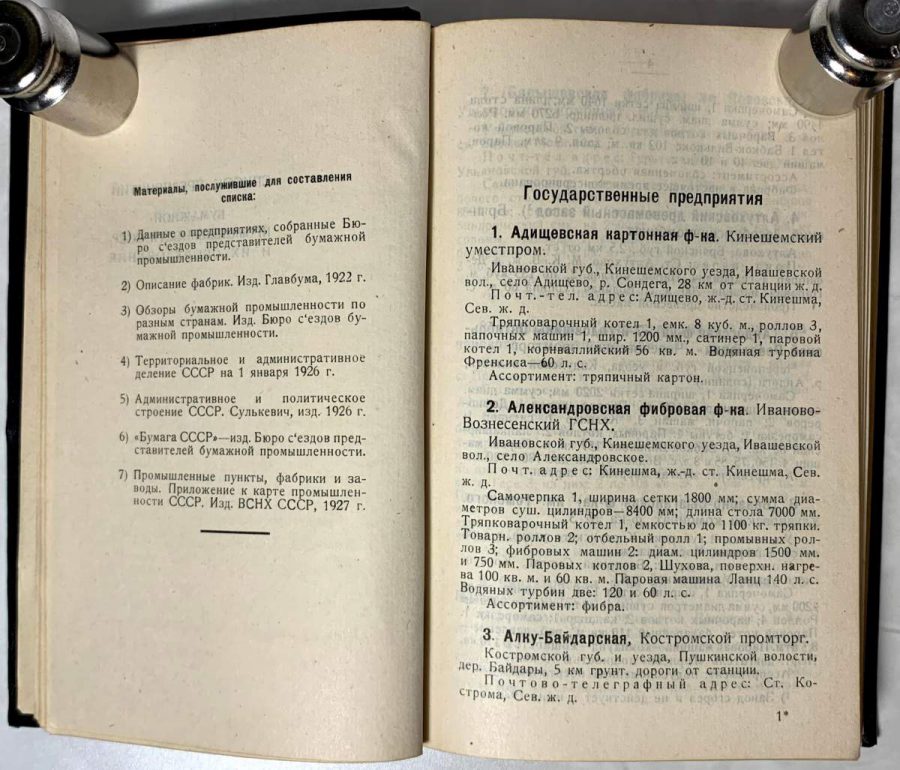 Материалы, послужившие для составления
списка:
1) Данные о предприятиях, собранные Бю-
ро с‘ездов представителей бумажной
промышленности.
2) Описание фабрик. Изд. Главбума, 1922 г.
3) Обзоры бумажной промышленности по
разным странам. Изд. Бюро с‘ездов бу-
мажной промышленности.
4) Территориальное и административное
деление СССР на 1 января 1926 г.
5) Административное и политическое
строение СССР. Сулькевич, изд. 1926 г.
6) «Бумага СССР»—изд. Бюро с‘ездов пред-
ставителей бумажной промышленности.
7) Промышленные пункты, фабрики и за-
воды. Приложение к карте промышлен-
ности СССР. Изд. ВСНХ СССР, 1927 г.
Государственные предприятия
1. Адищевская картонная ф-ка. Кинешемский
уместпром.
Ивановской губ., Кинешемского уезда, Ивашевской
вол., село Адищево, р. Сондега, 28 км от станции ж. д.
Почт.-тел. адрес: Адищево, ж.-д. ст. Кинешма,
Сев. ж. д.
Тряпковарочный котел 1, емк. 8 куб. м., роллов 3,
папочных машин 1, шир. 1200 мм., сатинер 1, паровой
котел 1, корнваллийский 56 кв. м. Водяная турбина
Френсиса—60 л. с.
Ассортимент: тряпичный картон.
2. Александровская фибровая ф-ка. Иваново-
Вознесенский ГСНХ.
Ивановской губ., Кинешемского уезда, Ивашевской
вол., село Александровское.
Почт. адрес: Кинешма, ж.-д. ст. Кинешма, Сев.
ж. д.
Самочерпка 1, ширина сетки 1800 мм; сумма диа-
метров суш. цилиндров—8400 мм; длина стола 7000 мм.
Тряпковарочный котел 1, емкостью до 1100 кг. тряпки.
Товарн. роллов 2; отбельный ролл 1; промывных рол-
лов 3; фибровых машин 2: диам. цилиндров 1500 мм.
и 750 мм. Паровых котлов 2, Шухова, поверхн. нагре-
ва 100 кв. м. и 60 кв. м. Паровая машина Ланц 140 л. с.
Водяных турбин две: 120 и 60 л. с.
Ассортимент: фибра.
3. Алку-Байдарская, Костромской промторг.
Костромской губ. и уезда, Пушкинской волости,
дер. Байдары, 5 км грунт. дороги от станции.
Почтово-телеграфный адрес: Ст. Ко-
строма, Сев. ж. д.
1*